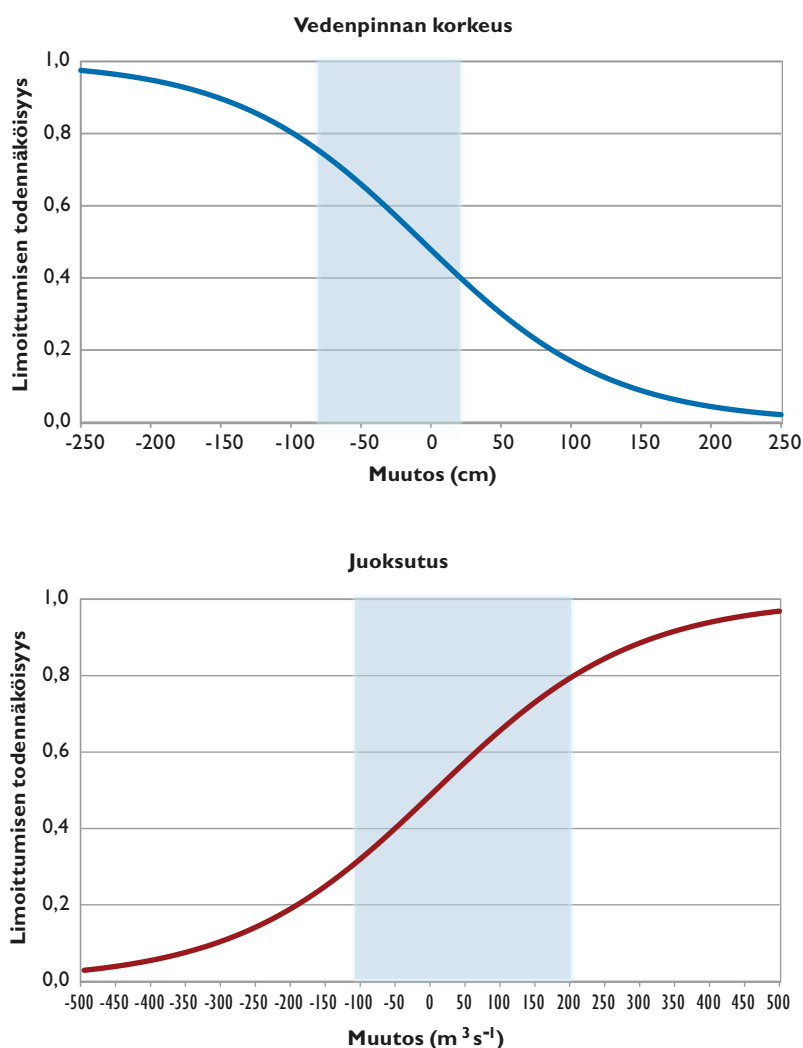 Vedenpinnan korkeus
Limoittumisen todennäköisyys
1,0
0,8
0,6
0,4
0,2
0,0
-250 -200 -150 -100 -50 0 50 100 150 200 250
Muutos (cm)
Juoksutus
Limoittumisen todennäköisyys
1,0
0,8
0,6
0,4
0,2
0,0
-500 -450 -400 -350 -300 -250 -200 -150 -100 -50 0 50 100 150 200 250 300 350 400 450 500
Muutos (m³s⁻¹)